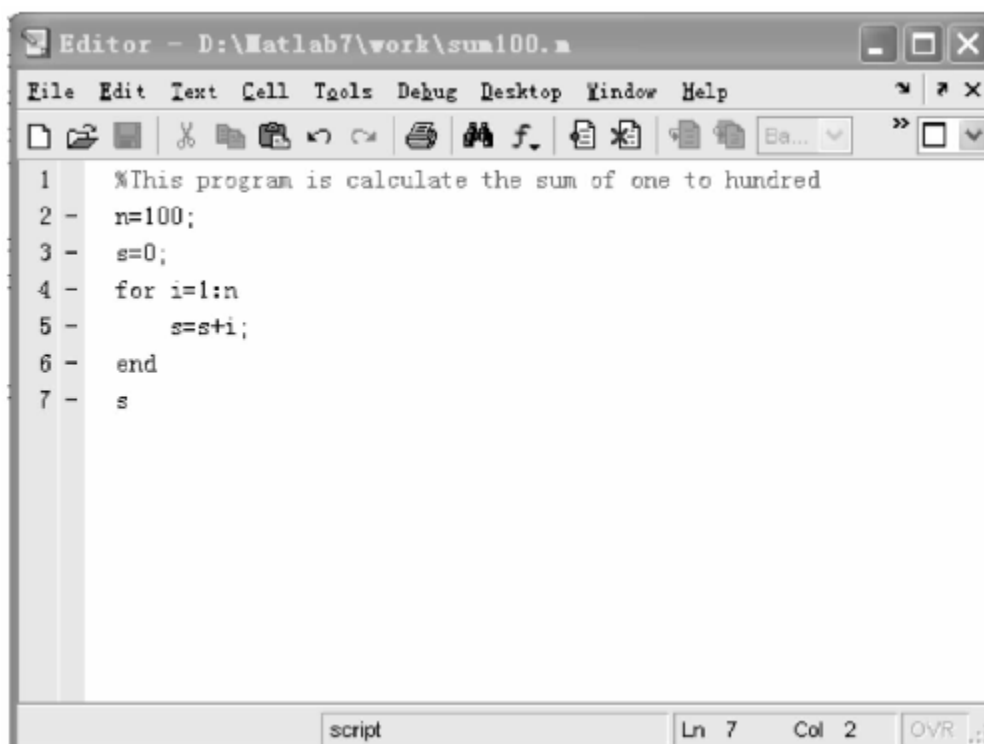 Editor - D:\Matlab7\work\sum100.m
File Edit Text Cell Tools Debug Desktop Window Help
Ba...
1 %This program is calculate the sum of one to hundred
2 - n=100;
3 - s=0;
4 - for i=1:n
5 - s=s+i;
6 - end
7 - s
script Ln 7 Col 2 OVR